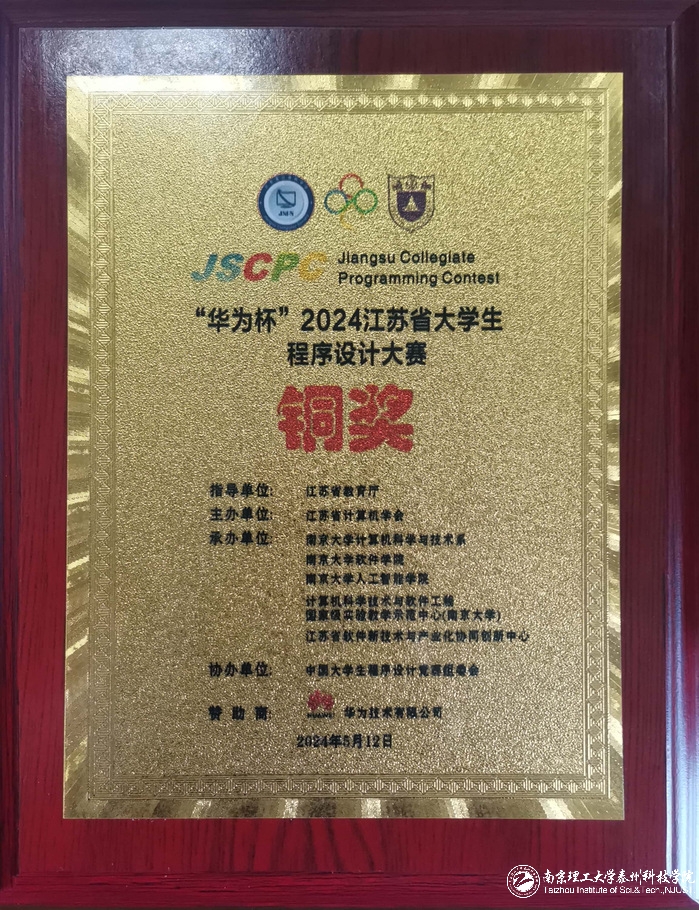 JSCPC
Jiangsu Collegiate
Programming Contest
“华为杯”2024江苏省大学生
程序设计大赛
铜奖
指导单位: 江苏省教育厅
主办单位: 江苏省计算机学会
承办单位: 南京大学计算机科学与技术系
南京大学软件学院
南京大学人工智能学院
计算机科学技术与软件工程
国家级实验教学示范中心(南京大学)
江苏省软件新技术与产业化协同创新中心
协办单位: 中国大学生程序设计竞赛组委会
赞助商: HUAWEI 华为技术有限公司
2024年5月12日
南京理工大学泰州科技学院
Taizhou Institute of Sci.&Tech.,NJUST